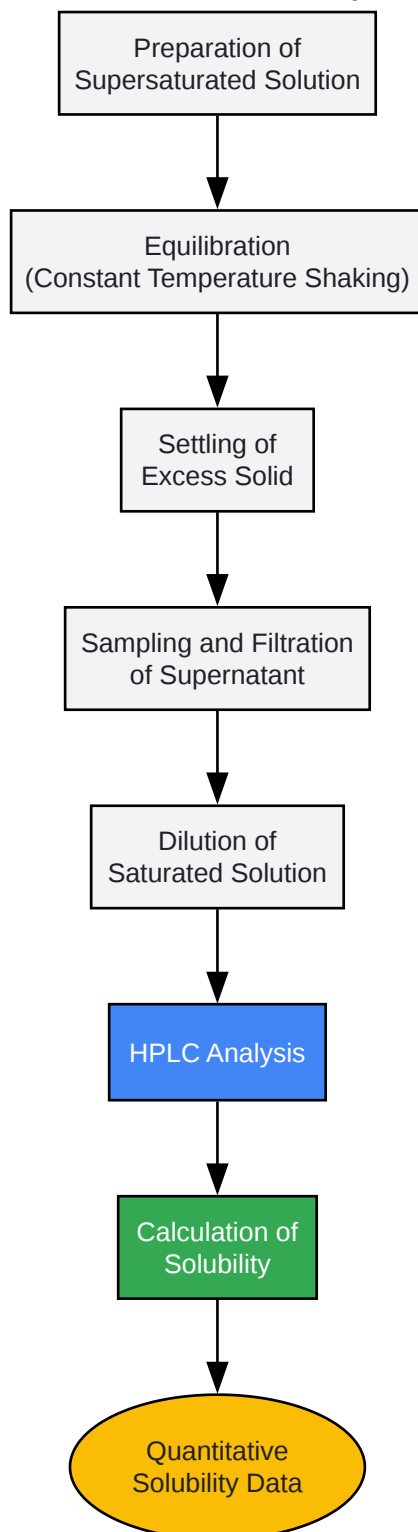 Preparation of
Supersaturated Solution
Equilibration
(Constant Temperature Shaking)
Settling of
Excess Solid
Sampling and Filtration
of Supernatant
Dilution of
Saturated Solution
HPLC Analysis
Calculation of
Solubility
Quantitative
Solubility Data